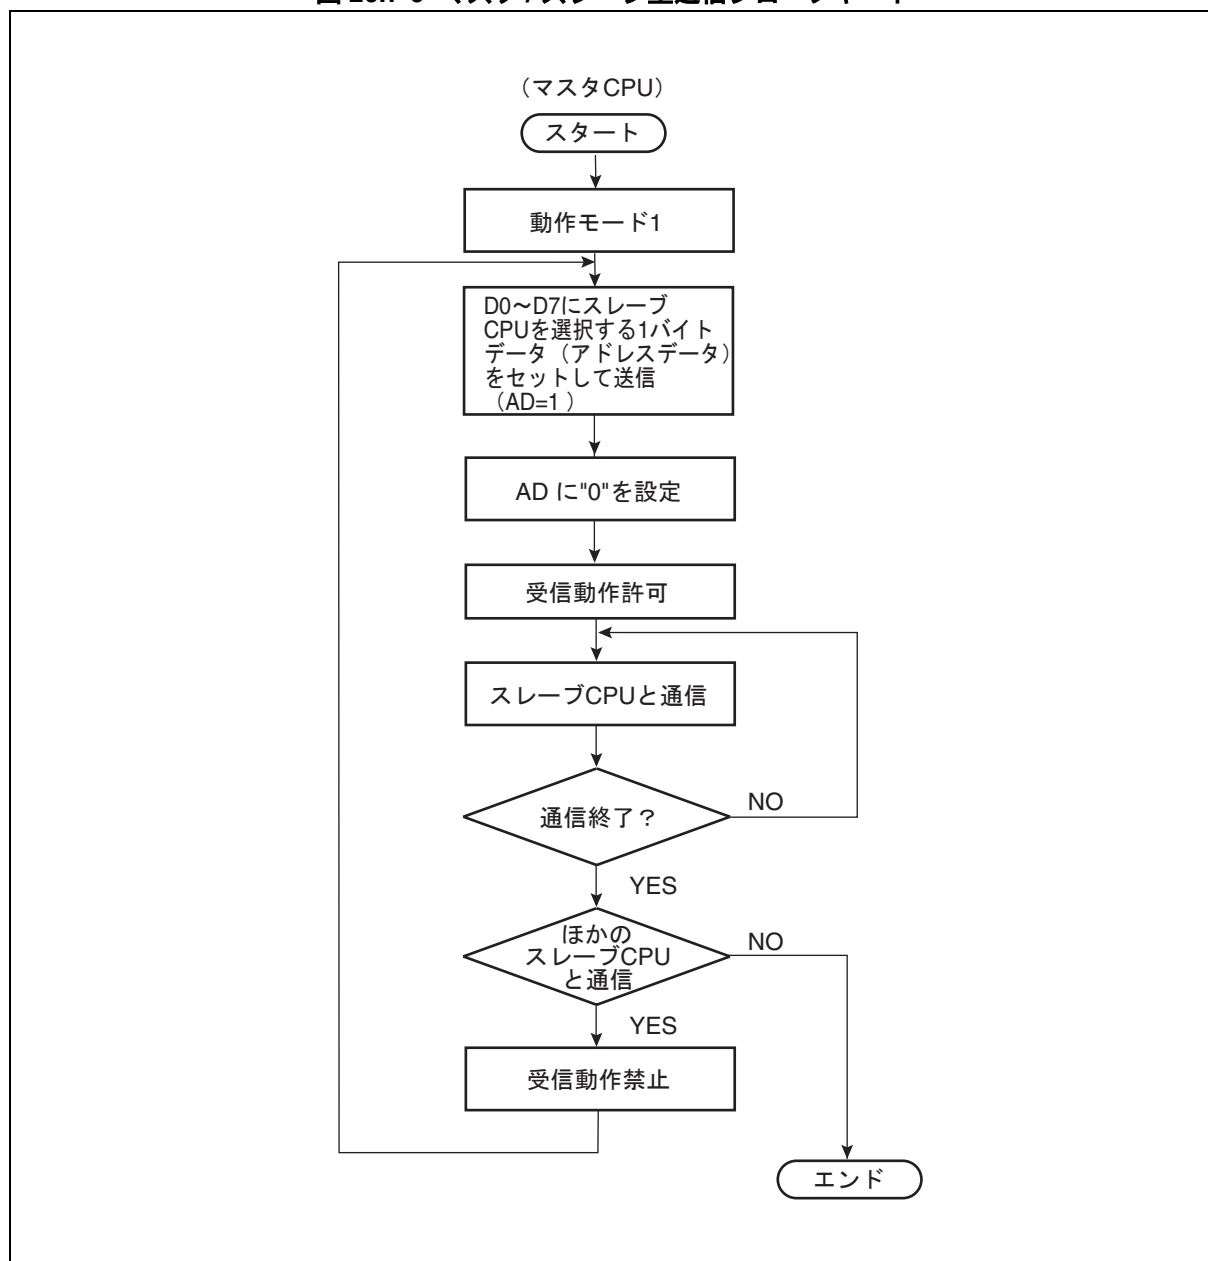 （マスタCPU）
スタート
動作モード1
D0～D7にスレーブ
CPUを選択する1バイト
データ（アドレスデータ）
をセットして送信
（AD=1）
AD に"0"を設定
受信動作許可
スレーブCPUと通信
通信終了？
NO
YES
ほかの
スレーブCPU
と通信
NO
YES
受信動作禁止
エンド